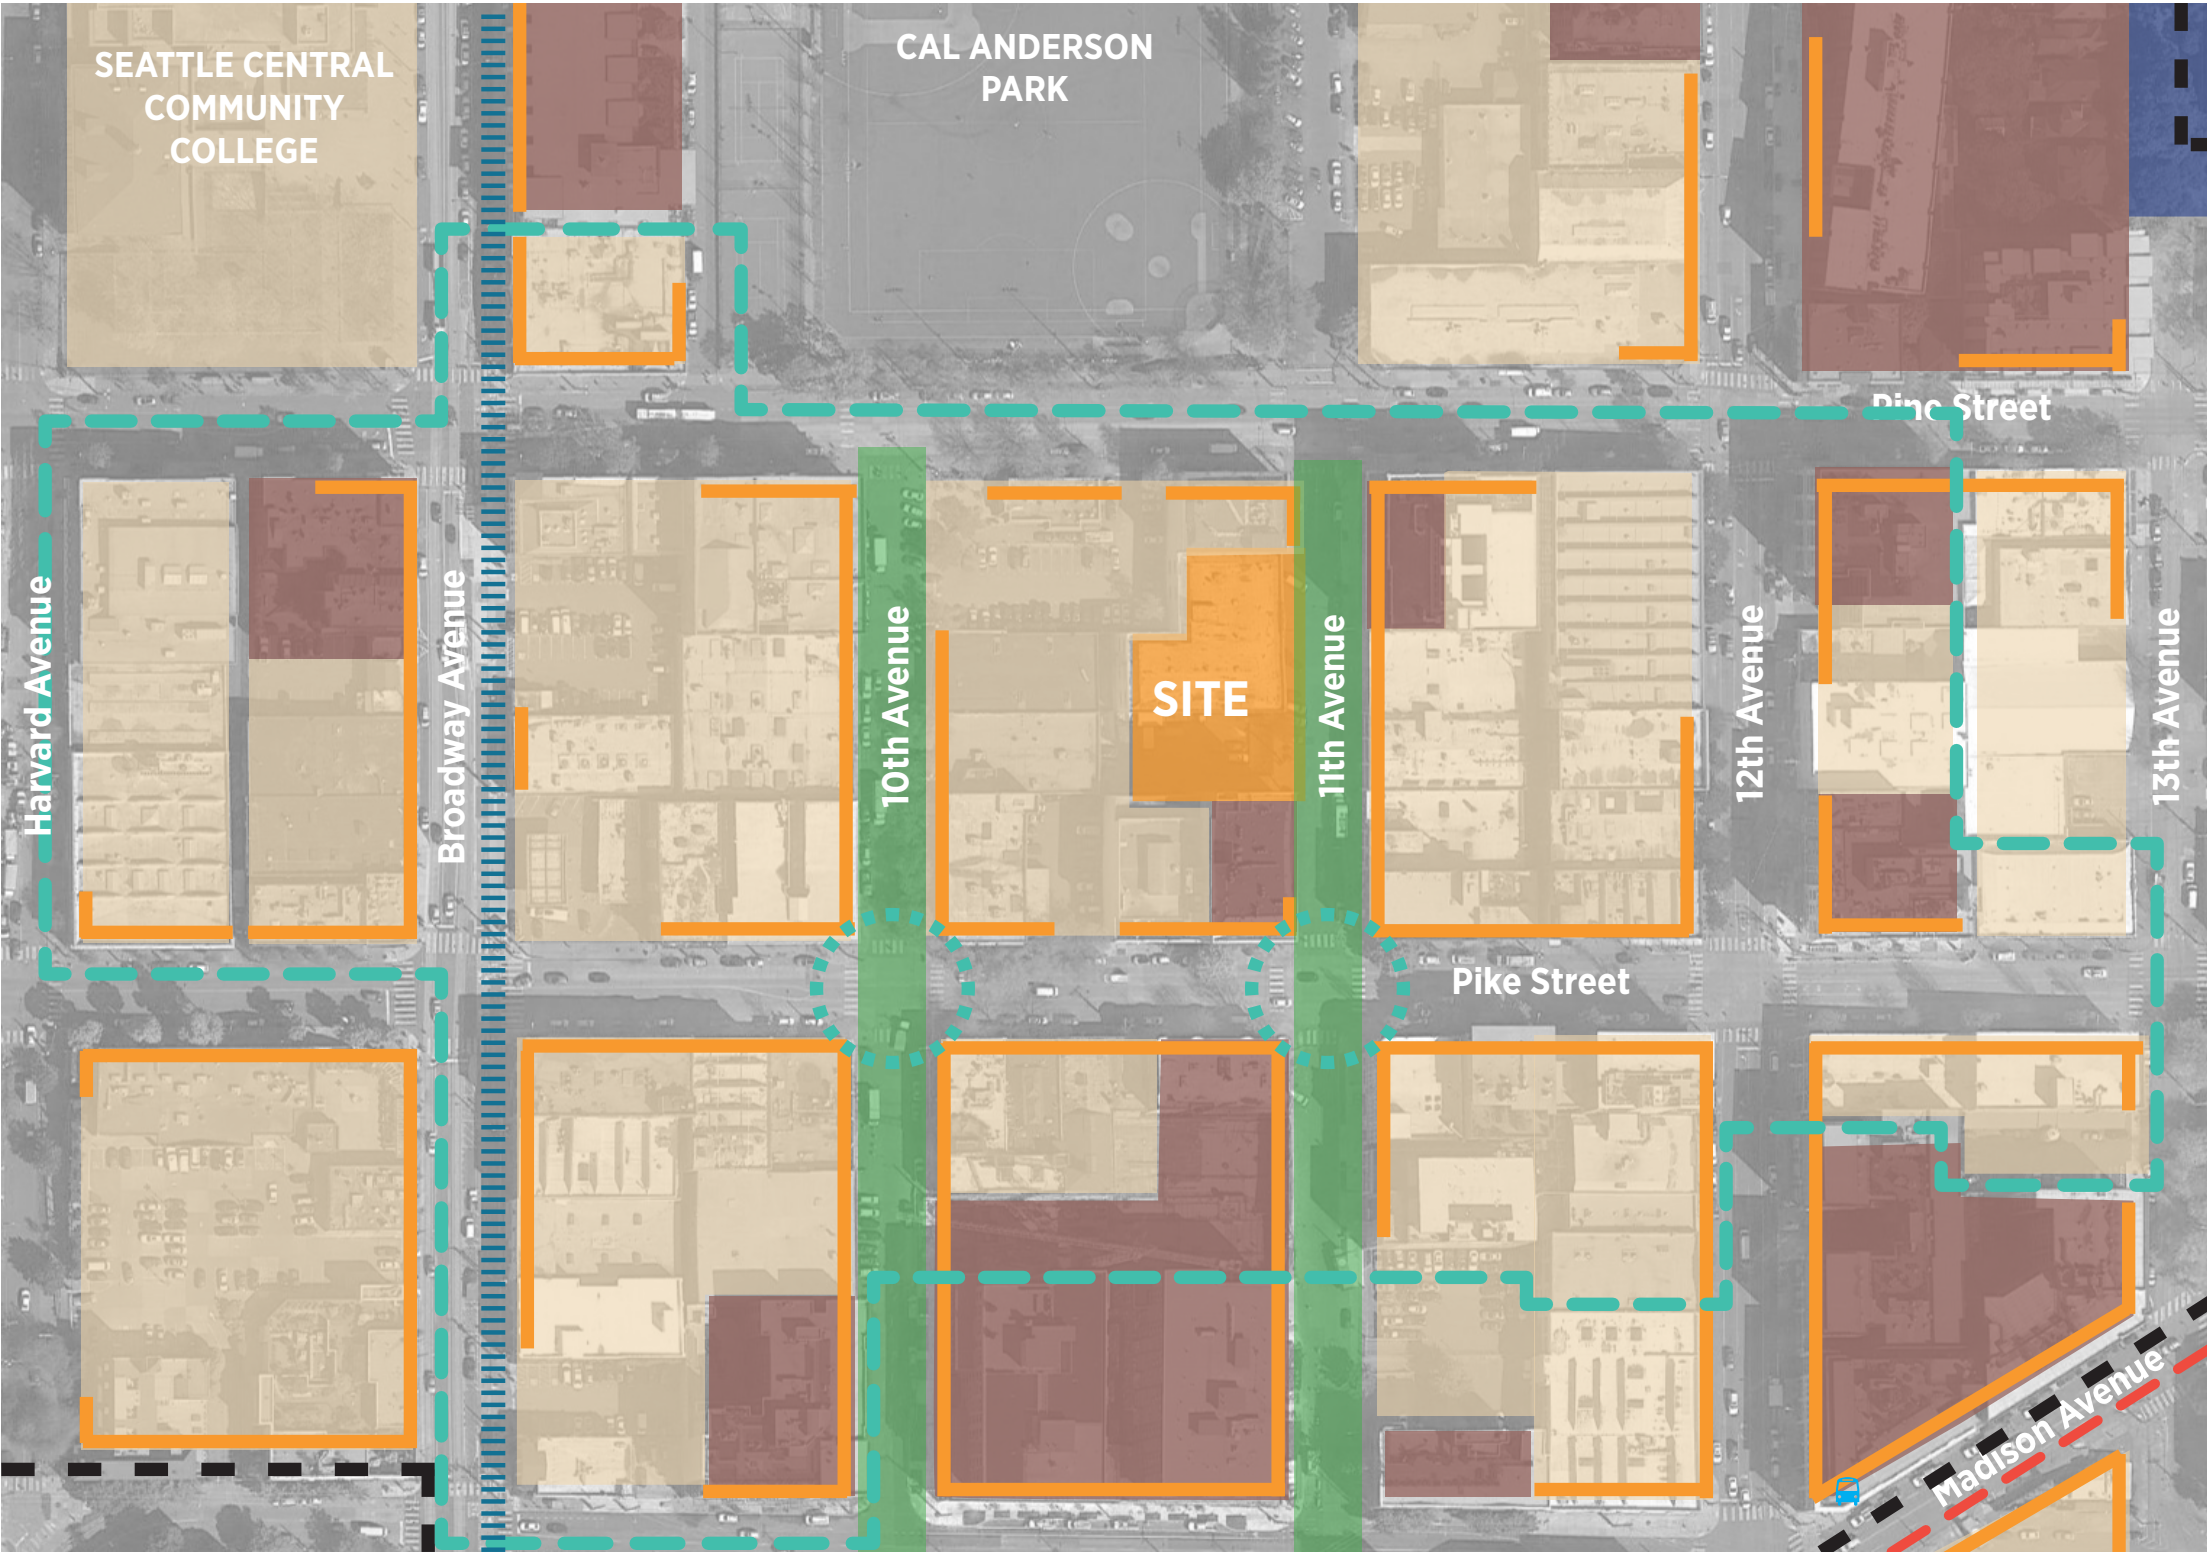 SEATTLE CENTRAL
COMMUNITY
COLLEGE
CAL ANDERSON
PARK
Pine Street
Harvard Avenue
Broadway Avenue
10th Avenue
SITE
11th Avenue
12th Avenue
13th Avenue
Pike Street
Madison Avenue